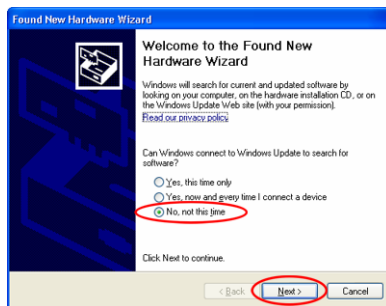 Found New Hardware Wizard
Welcome to the Found New
Hardware Wizard
Windows will search for current and updated software by
looking on your computer, on the hardware installation CD, or on
the Windows Update Web site (with your permission).
Read our privacy policy
Can Windows connect to Windows Update to search for
software?
Yes, this time only
Yes, now and every time I connect a device
No, not this time
Click Next to continue.
< Back
Next >
Cancel